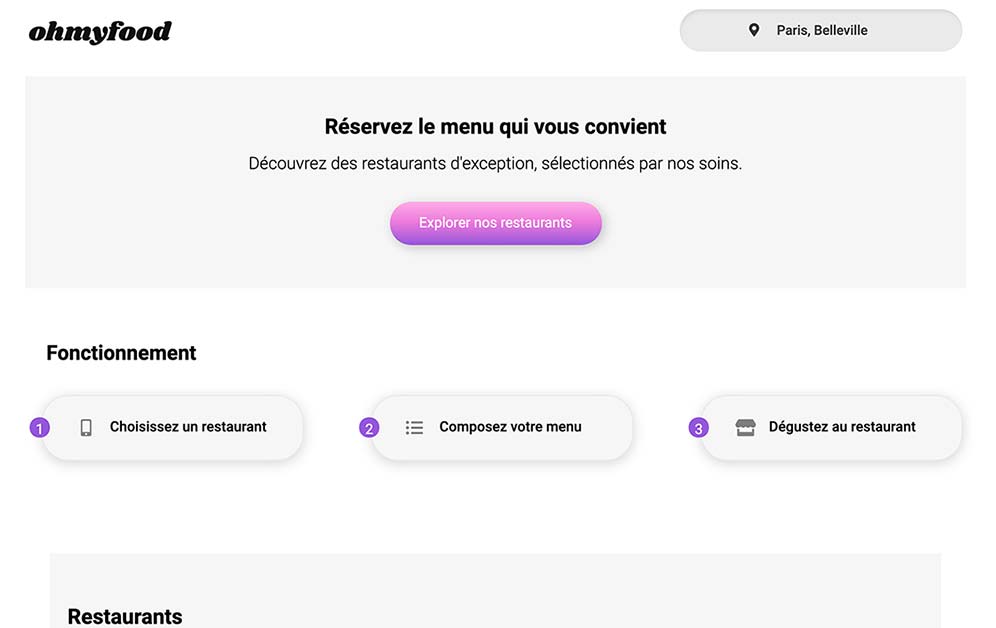 ohmyfood
Paris, Belleville
Réservez le menu qui vous convient
Découvrez des restaurants d'exception, sélectionnés par nos soins.
Explorer nos restaurants
Fonctionnement
1 Choisissez un restaurant
2 Composez votre menu
3 Dégustez au restaurant
Restaurants